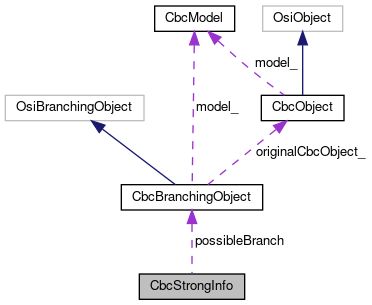 CbcModel
OsiObject
model_
OsiBranchingObject
model_
CbcObject
originalCbcObject_
CbcBranchingObject
possibleBranch
CbcStrongInfo